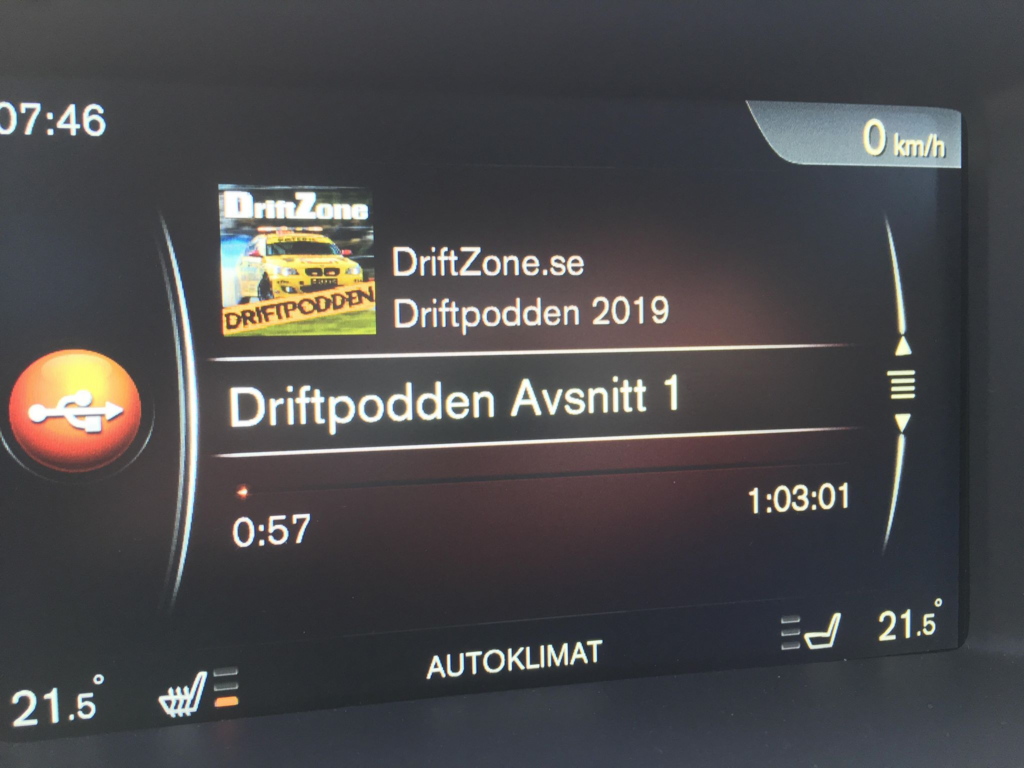 07:46
0 km/h
DriftZone
DRIFTPODDEN
DriftZone.se
Driftpodden 2019
Driftpodden Avsnitt 1
0:57
1:03:01
AUTOKLIMAT
21.5°
21.5°